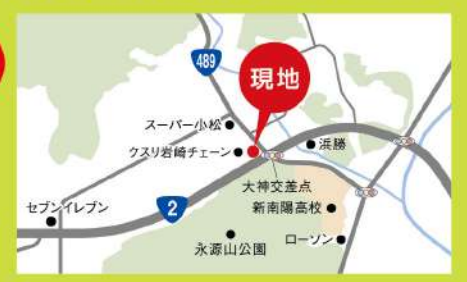 489
現地
スーパー小松
クスリ岩崎チェーン
浜勝
大神交差点
セブンイレブン
2
新南陽高校
永源山公園
ローソン